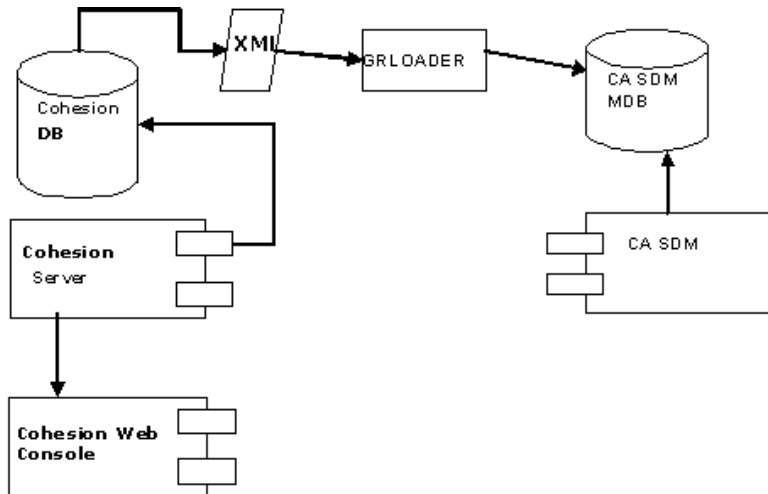 XML
GRLOADER
CA SDM
MDB
Cohesion
DB
Cohesion
Server
CA SDM
Cohesion Web
Console